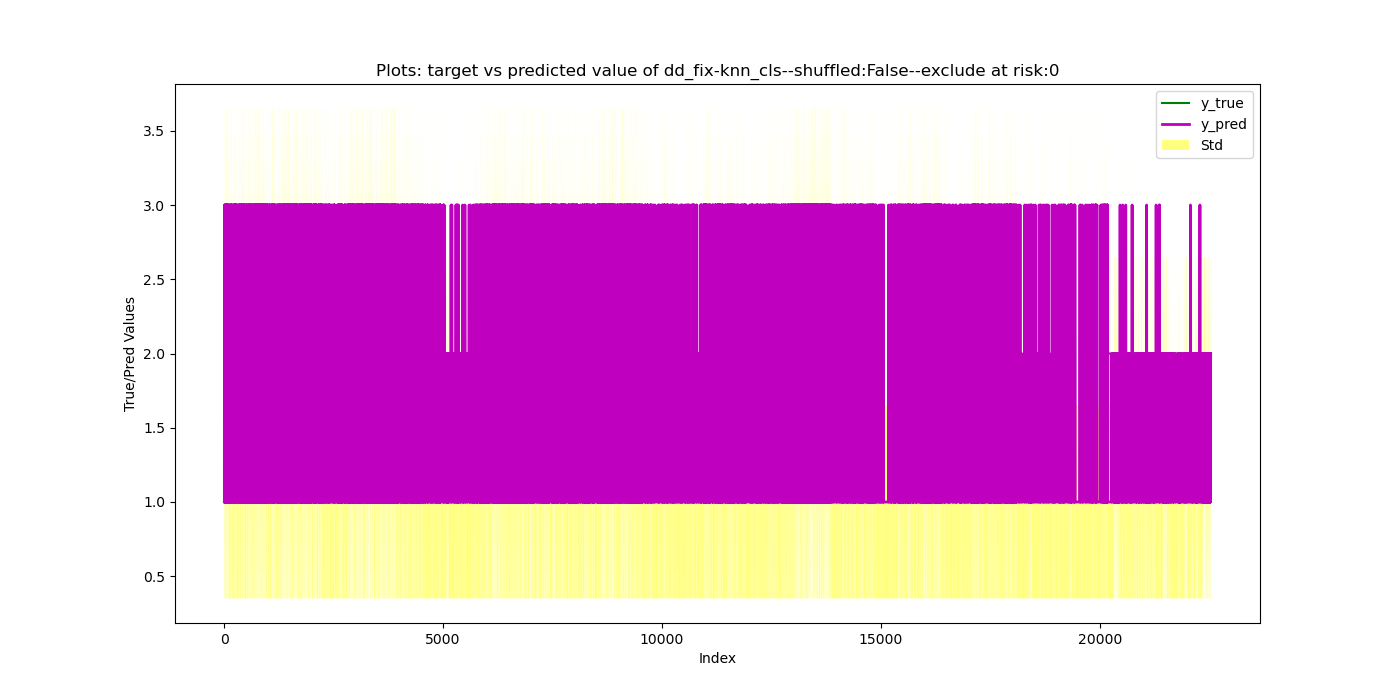 Plots: target vs predicted value of dd_fix-knn_cls--shuffled:False--exclude at risk:0
y_true
y_pred
Std
3.5
3.0
2.5
2.0
1.5
1.0
0.5
True/Pred Values
0
5000
10000
15000
20000
Index